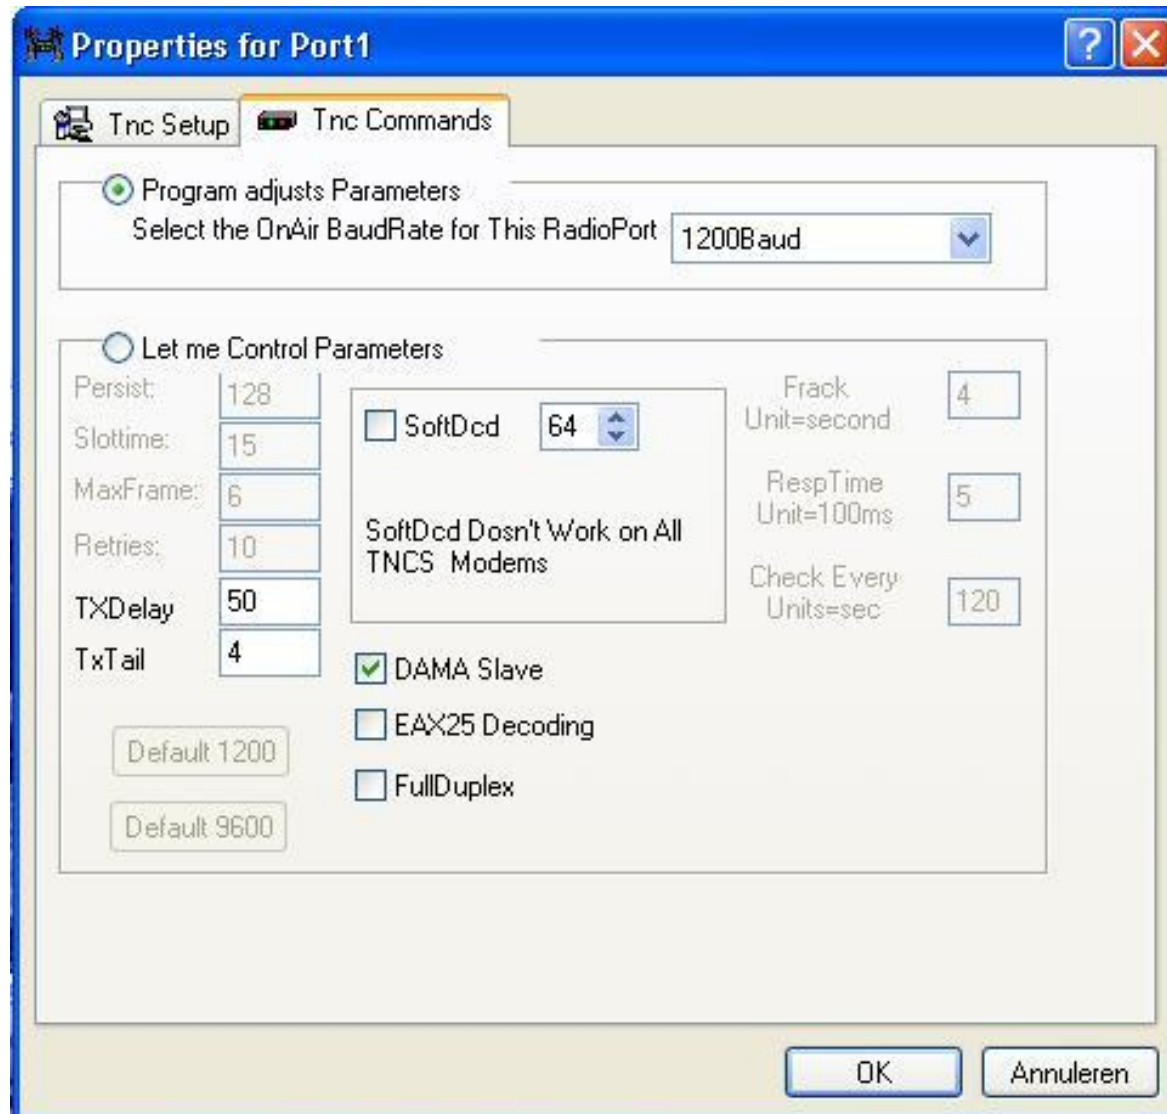 Properties for Port1
Tnc Setup
Tnc Commands
Program adjusts Parameters
Select the OnAir BaudRate for This RadioPort
1200Baud
Let me Control Parameters
Persist:
128
Slottime:
15
MaxFrame:
6
Retries:
10
TXDelay
50
TxTail
4
Default 1200
Default 9600
SoftDcd
64
SoftDcd Dosn't Work on All
TNCS Modems
DAMA Slave
EAX25 Decoding
FullDuplex
Frack
Unit=second
4
RespTime
Unit=100ms
5
Check Every
Units=sec
120
OK
Annuleren